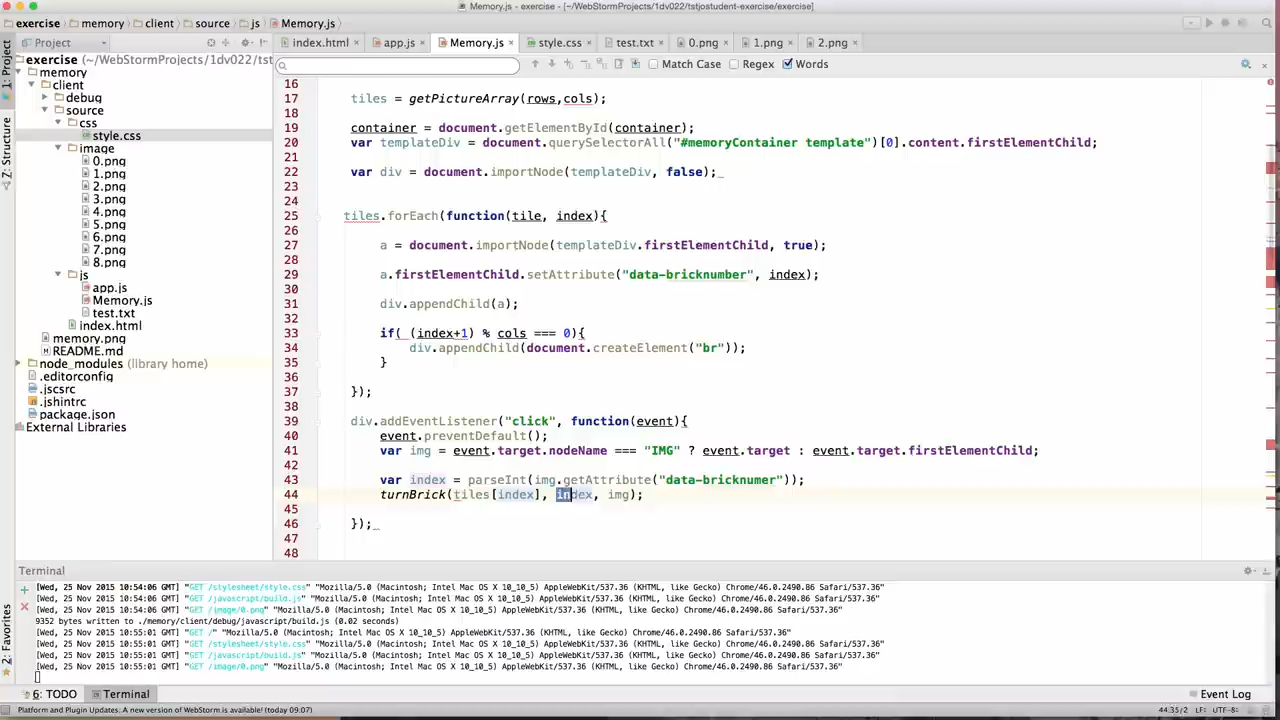 Memory.js - exercise - [~/WebStormProjects/1dv022/tstjostudent-exercise/exercise]
exercise memory client source js Memory.js
Project
index.html app.js Memory.js style.css test.txt 0.png 1.png 2.png
exercise (~/WebStormProjects/1dv022/tst
memory
client
debug
source
css
style.css
image
0.png
1.png
2.png
3.png
4.png
5.png
6.png
7.png
8.png
js
app.js
Memory.js
test.txt
index.html
memory.png
README.md
node_modules (library home)
.editorconfig
.jscsrc
.jshintrc
package.json
External Libraries
1: Project
Z: Structure
2: Favorites
Match Case Regex Words
16
17 tiles = getPictureArray(rows,cols);
18
19 container = document.getElementById(container);
20 var templateDiv = document.querySelectorAll("#memoryContainer template")[0].content.firstElementChild;
21
22 var div = document.importNode(templateDiv, false);
23
24
25 tiles.forEach(function(tile, index){
26
27 a = document.importNode(templateDiv.firstElementChild, true);
28
29 a.firstElementChild.setAttribute("data-bricknumber", index);
30
31 div.appendChild(a);
32
33 if( (index+1) % cols === 0){
34 div.appendChild(document.createElement("br"));
35 }
36
37 });
38
39 div.addEventListener("click", function(event){
40 event.preventDefault();
41 var img = event.target.nodeName === "IMG" ? event.target : event.target.firstElementChild;
42
43 var index = parseInt(img.getAttribute("data-bricknumer"));
44 turnBrick(tiles[index], index, img);
45
46 });
47
48
Terminal
[Wed, 25 Nov 2015 10:54:06 GMT] "GET /stylesheet/style.css" "Mozilla/5.0 (Macintosh; Intel Mac OS X 10_10_5) AppleWebKit/537.36 (KHTML, like Gecko) Chrome/46.0.2490.86 Safari/537.36"
[Wed, 25 Nov 2015 10:54:06 GMT] "GET /javascript/build.js" "Mozilla/5.0 (Macintosh; Intel Mac OS X 10_10_5) AppleWebKit/537.36 (KHTML, like Gecko) Chrome/46.0.2490.86 Safari/537.36"
[Wed, 25 Nov 2015 10:54:06 GMT] "GET /image/0.png" "Mozilla/5.0 (Macintosh; Intel Mac OS X 10_10_5) AppleWebKit/537.36 (KHTML, like Gecko) Chrome/46.0.2490.86 Safari/537.36"
9352 bytes written to ./memory/client/debug/javascript/build.js (0.02 seconds)
[Wed, 25 Nov 2015 10:55:01 GMT] "GET /" "Mozilla/5.0 (Macintosh; Intel Mac OS X 10_10_5) AppleWebKit/537.36 (KHTML, like Gecko) Chrome/46.0.2490.86 Safari/537.36"
[Wed, 25 Nov 2015 10:55:01 GMT] "GET /stylesheet/style.css" "Mozilla/5.0 (Macintosh; Intel Mac OS X 10_10_5) AppleWebKit/537.36 (KHTML, like Gecko) Chrome/46.0.2490.86 Safari/537.36"
[Wed, 25 Nov 2015 10:55:01 GMT] "GET /javascript/build.js" "Mozilla/5.0 (Macintosh; Intel Mac OS X 10_10_5) AppleWebKit/537.36 (KHTML, like Gecko) Chrome/46.0.2490.86 Safari/537.36"
[Wed, 25 Nov 2015 10:55:01 GMT] "GET /image/0.png" "Mozilla/5.0 (Macintosh; Intel Mac OS X 10_10_5) AppleWebKit/537.36 (KHTML, like Gecko) Chrome/46.0.2490.86 Safari/537.36"
6: TODO Terminal Event Log
Platform and Plugin Updates. A new version of WebStorm is available! (today 09.07) 44:35/2 LF: UTF-8: